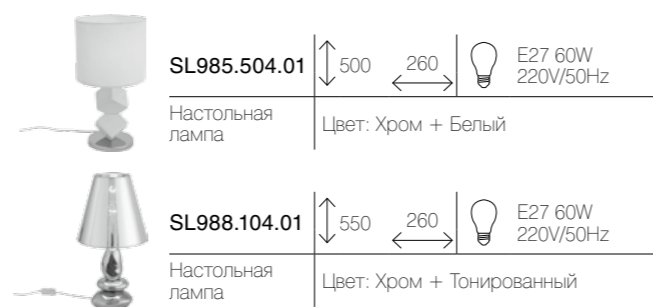 SL985.504.01 500 260 E27 60W
220V/50Hz
Настольная
лампа
Цвет: Хром + Белый
SL988.104.01 550 260 E27 60W
220V/50Hz
Настольная
лампа
Цвет: Хром + Тонированный